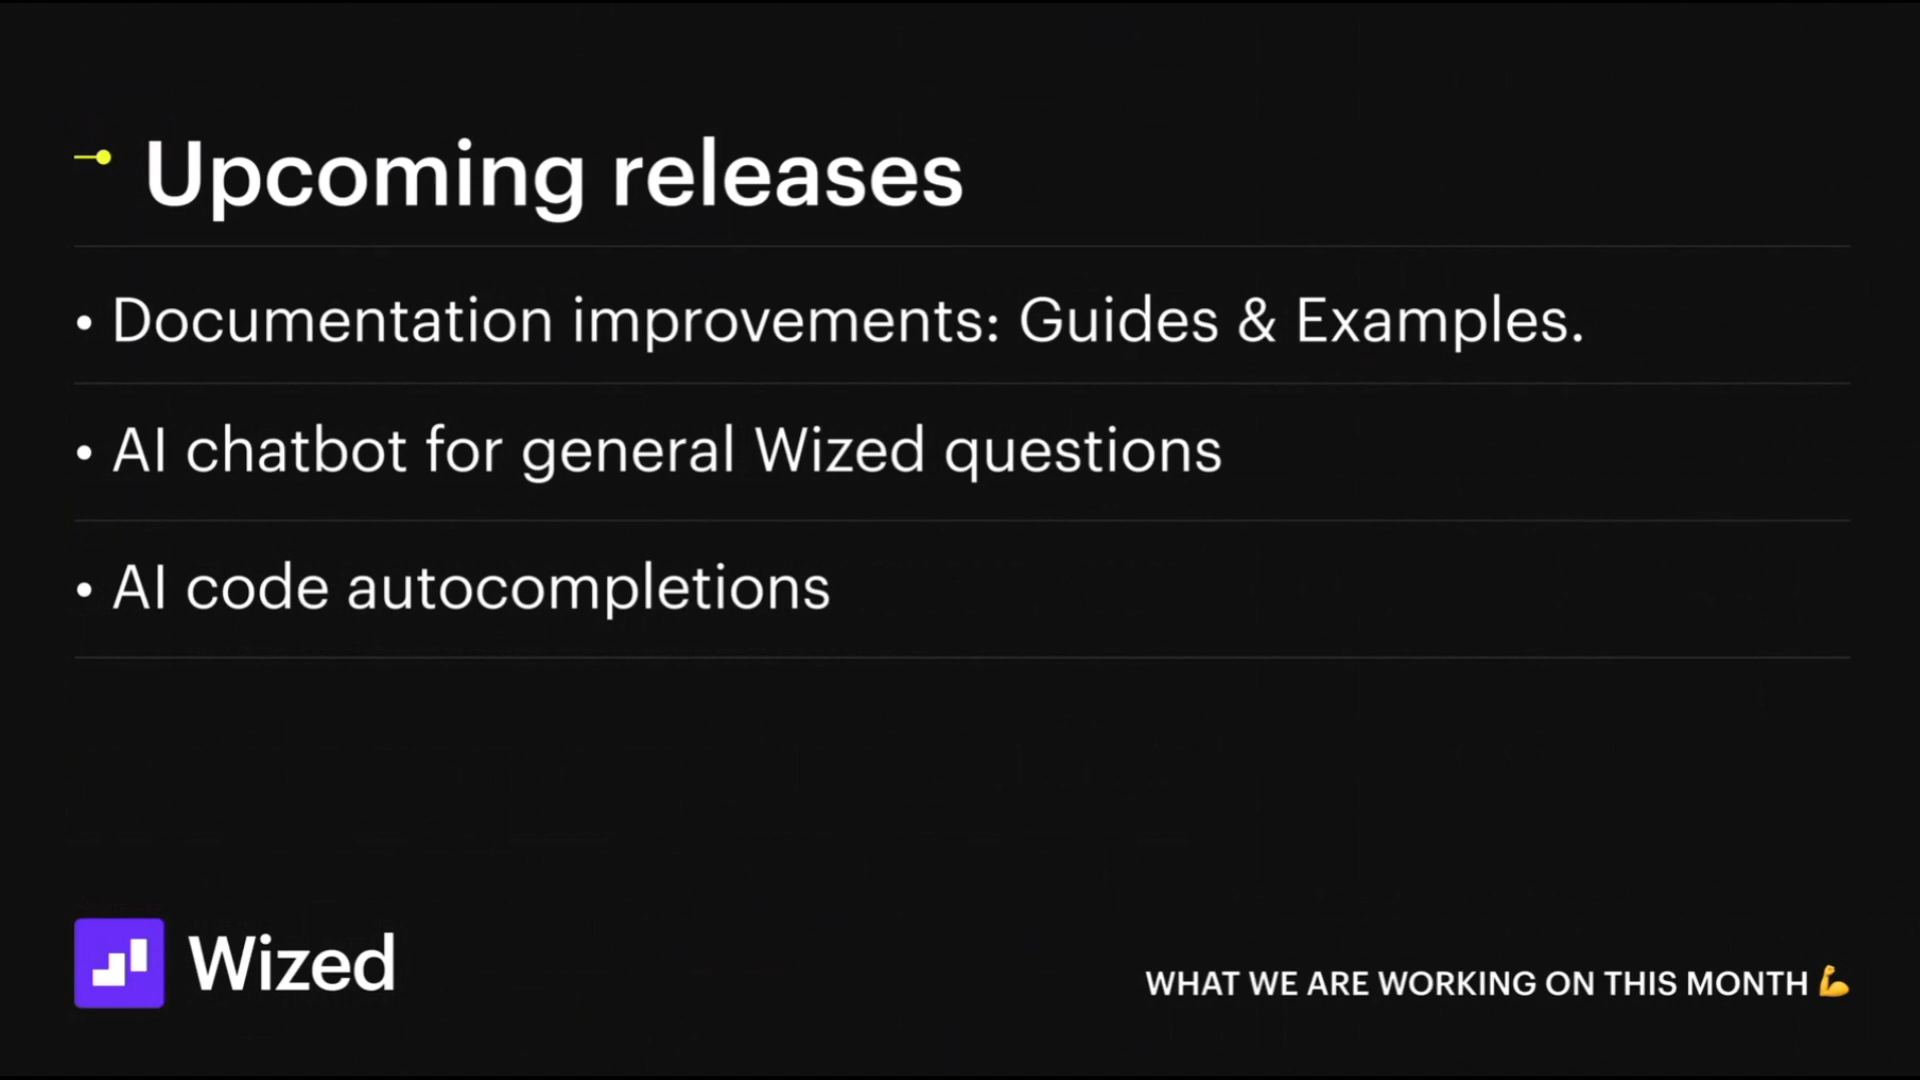 Upcoming releases
• Documentation improvements: Guides & Examples.
• AI chatbot for general Wized questions
• AI code autocompletions
Wized
WHAT WE ARE WORKING ON THIS MONTH 💪